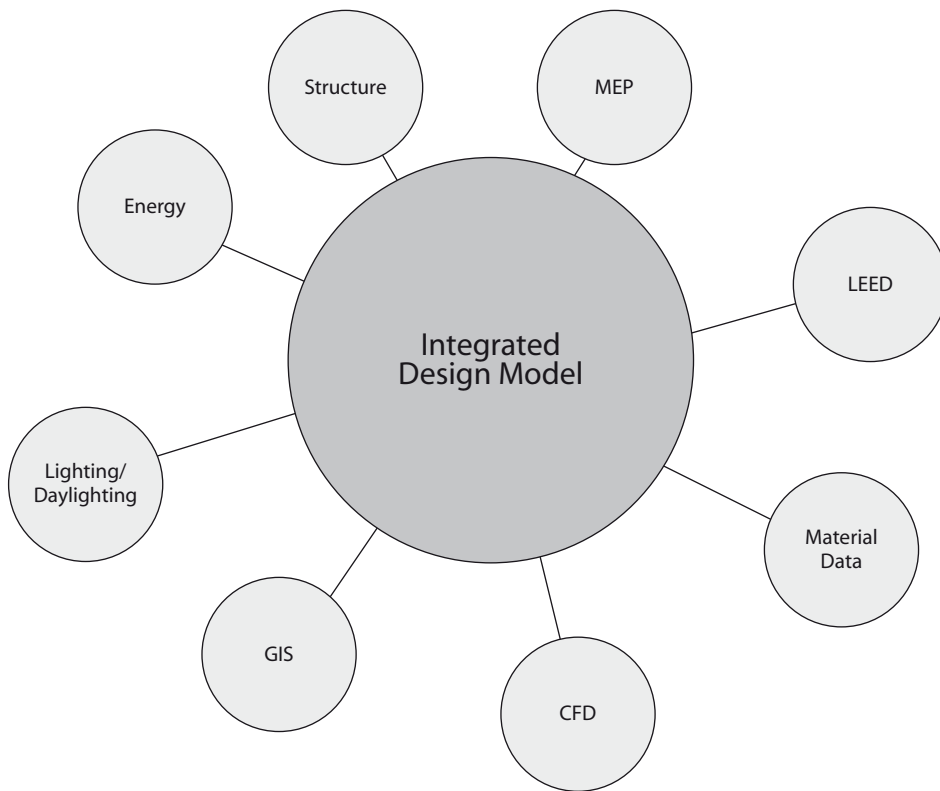 Structure
MEP
Energy
LEED
Integrated
Design Model
Lighting/
Daylighting
Material
Data
GIS
CFD